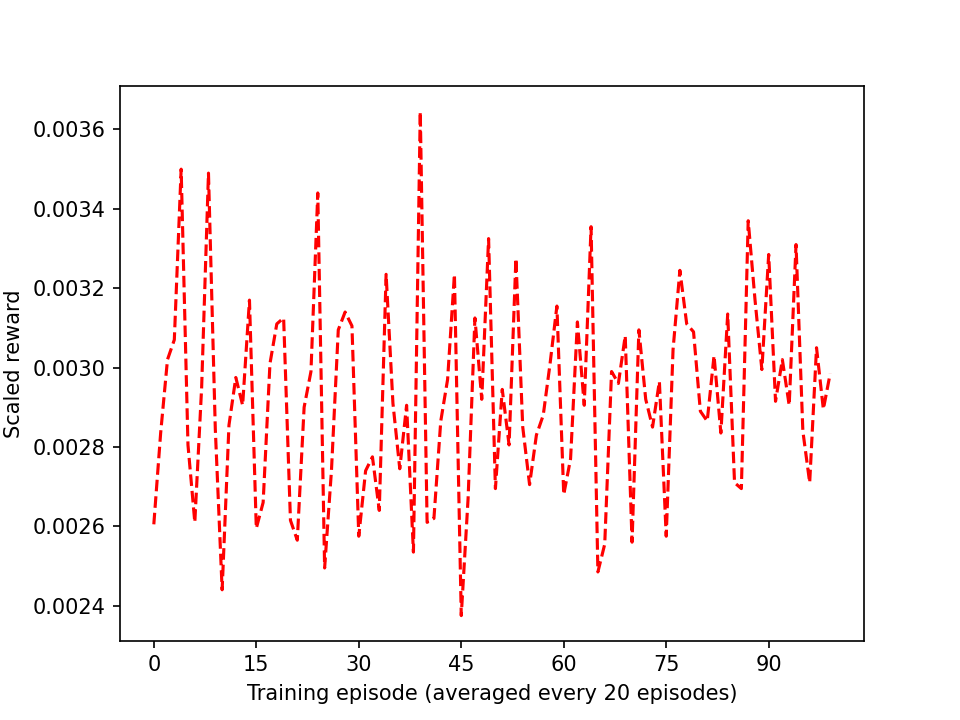 0.0036
0.0034
0.0032
0.0030
0.0028
0.0026
0.0024
Scaled reward
0 15 30 45 60 75 90
Training episode (averaged every 20 episodes)